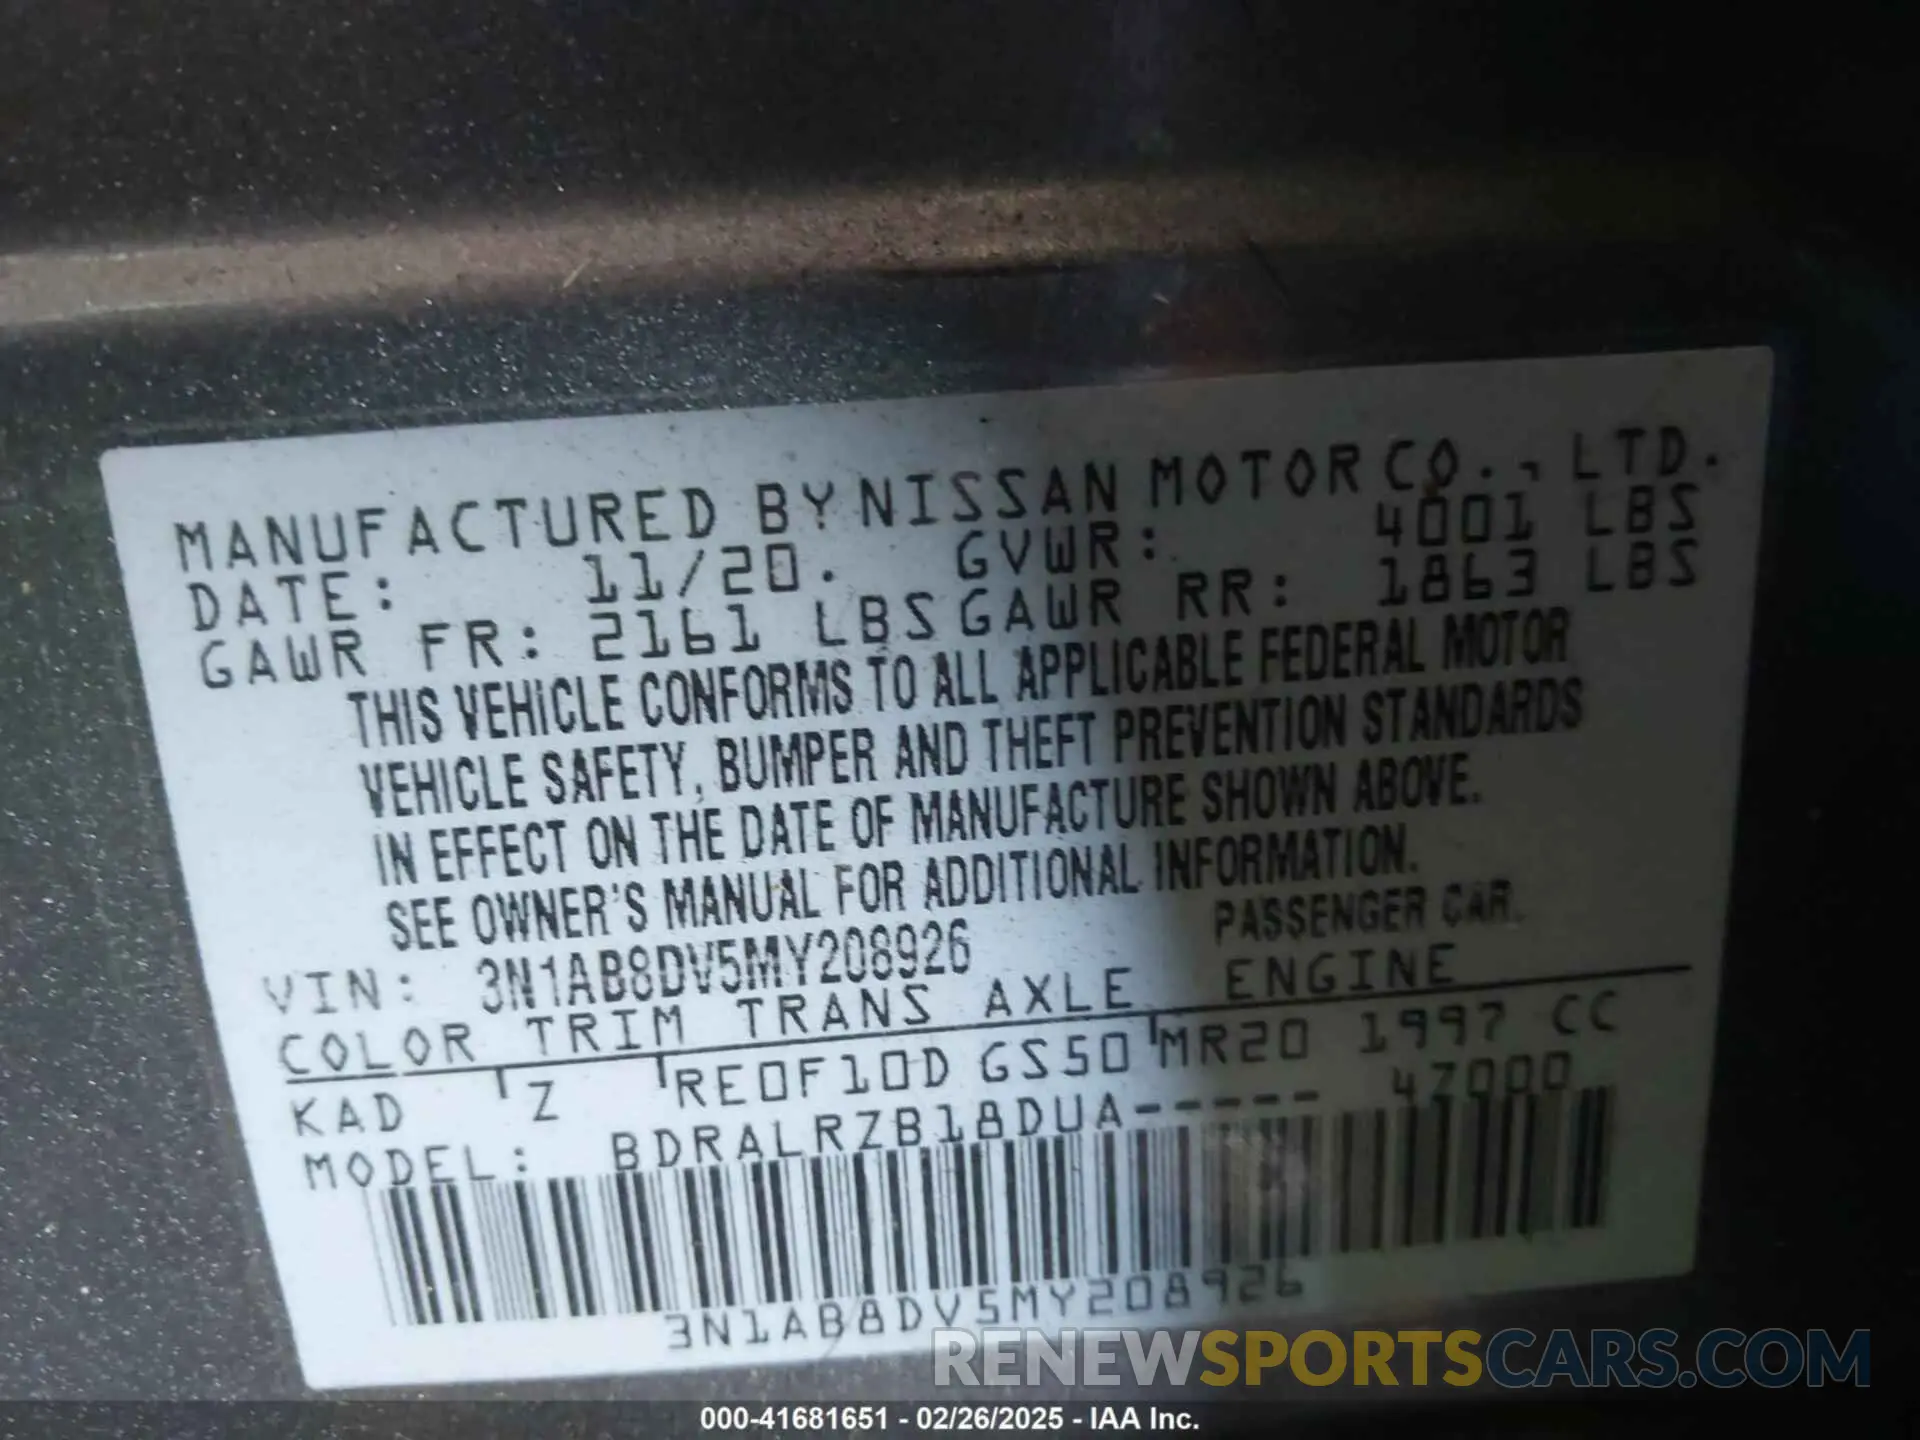 MANUFACTURED BY NISSAN MOTOR CO., LTD.
DATE: 11/20. GVWR: 4001 LBS
GAWR FR: 2161 LBS GAWR RR: 1863 LBS
THIS VEHICLE CONFORMS TO ALL APPLICABLE FEDERAL MOTOR
VEHICLE SAFETY, BUMPER AND THEFT PREVENTION STANDARDS
IN EFFECT ON THE DATE OF MANUFACTURE SHOWN ABOVE.
SEE OWNER'S MANUAL FOR ADDITIONAL INFORMATION.
VIN: 3N1AB8DV5MY208926 PASSENGER CAR.
COLOR TRIM TRANS AXLE ENGINE
KAD Z RE0F10D GS50 MR20 1997 CC
MODEL: BDRALRZB18DUA----- 47000
3N1AB8DV5MY208926
RENEWSPORTSCARS.COM
000-41681651 - 02/26/2025 - IAA Inc.